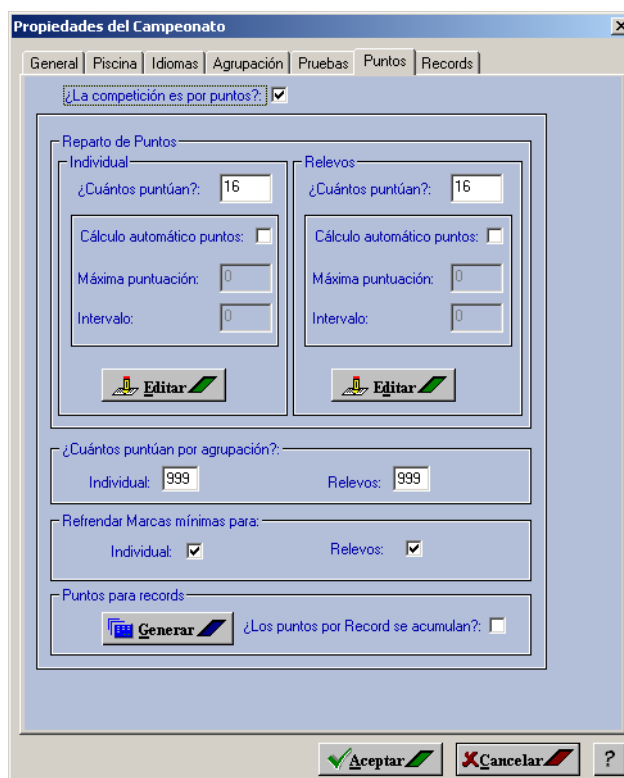 Propiedades del Campeonato
General Piscina Idiomas Agrupación Pruebas Puntos Records
¿La competición es por puntos?:
Reparto de Puntos
Individual
¿Cuántos puntúan?: 16
Cálculo automático puntos:
Máxima puntuación: 0
Intervalo: 0
Editar
Relevos
¿Cuántos puntúan?: 16
Cálculo automático puntos:
Máxima puntuación: 0
Intervalo: 0
Editar
¿Cuántos puntúan por agrupación?:
Individual: 999 Relevos: 999
Refrendar Marcas mínimas para:
Individual: Relevos:
Puntos para records
Generar ¿Los puntos por Record se acumulan?:
Aceptar Cancelar ?